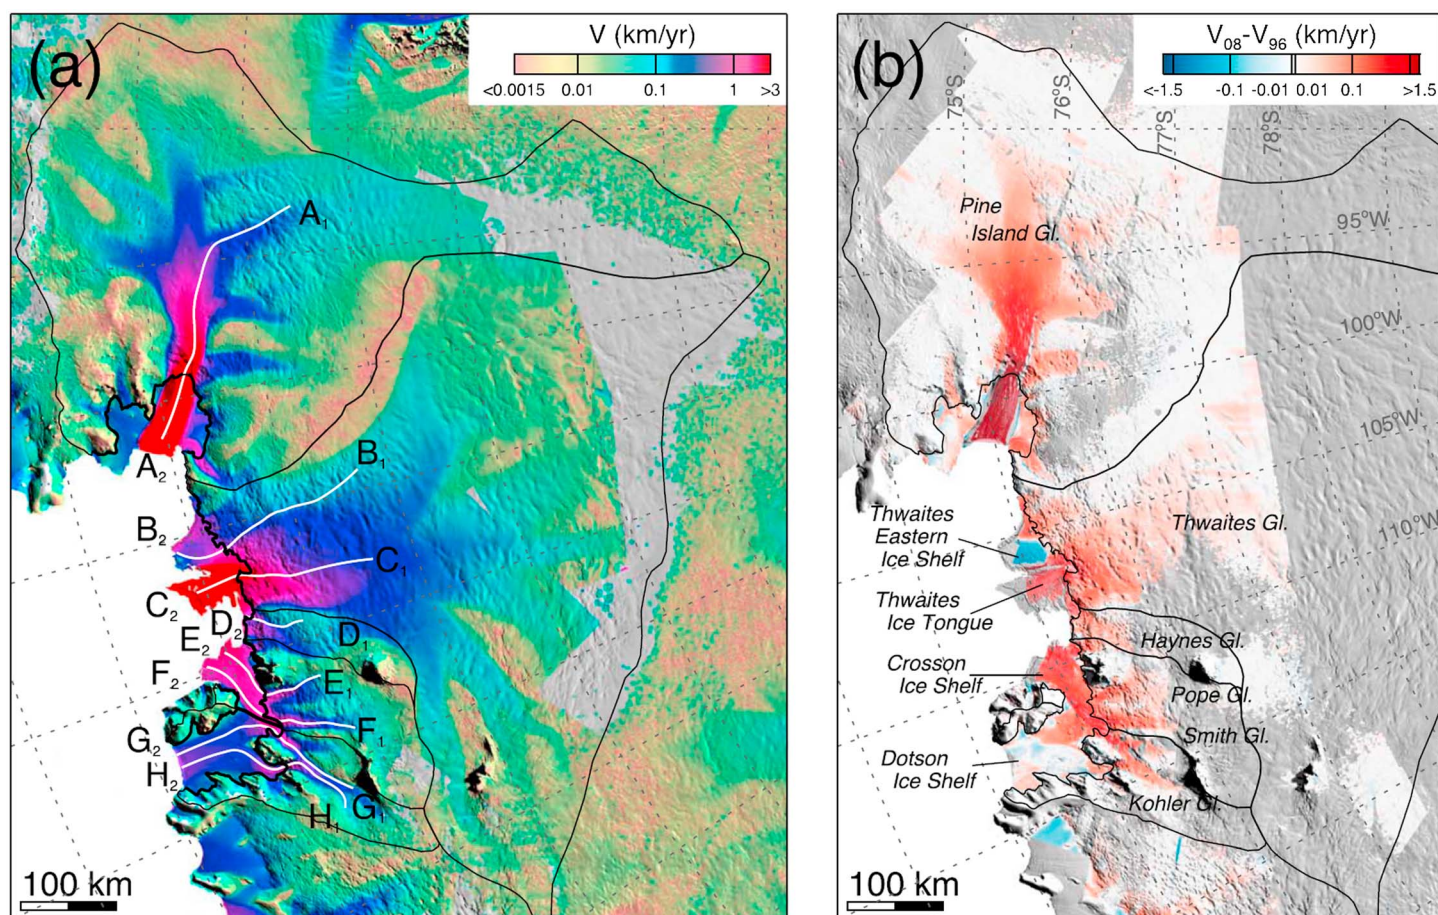 (a)
V (km/yr)
<0.0015 0.01 0.1 1 >3
A1
A2
B1
B2
C1
C2
D2
D1
E2
E1
F2
F1
G2
G1
H2
H1
100 km
(b)
V08-V96 (km/yr)
<-1.5 -0.1 -0.01 0.01 0.1 >1.5
75°S
76°S
77°S
78°S
95°W
100°W
105°W
110°W
Pine
Island Gl.
Thwaites
Eastern
Ice Shelf
Thwaites Gl.
Thwaites
Ice Tongue
Haynes Gl.
Crosson
Ice Shelf
Pope Gl.
Smith Gl.
Dotson
Ice Shelf
Kohler Gl.
100 km